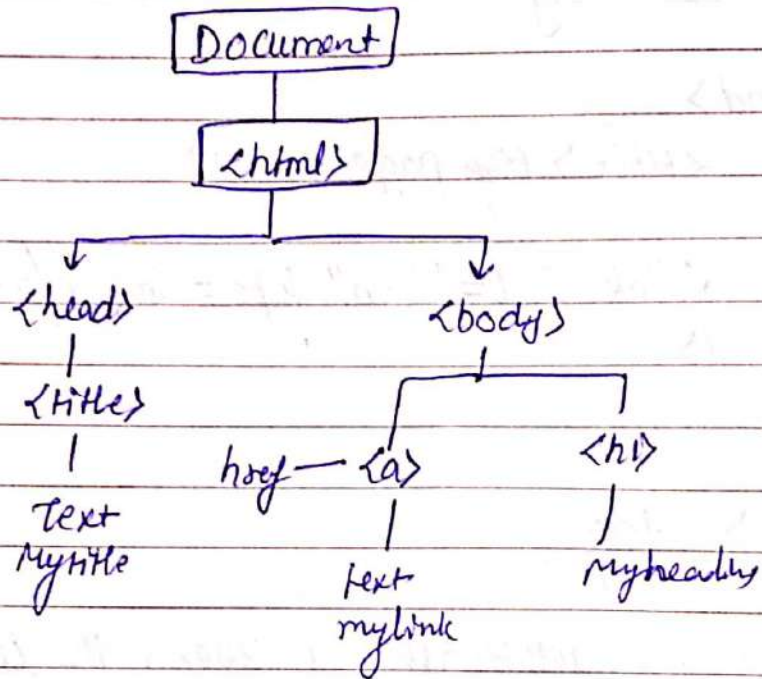 Document
<html>
<head> <body>
<title>
href — <a> <h1>
Text
Mytitle
text
mylink
Myheading